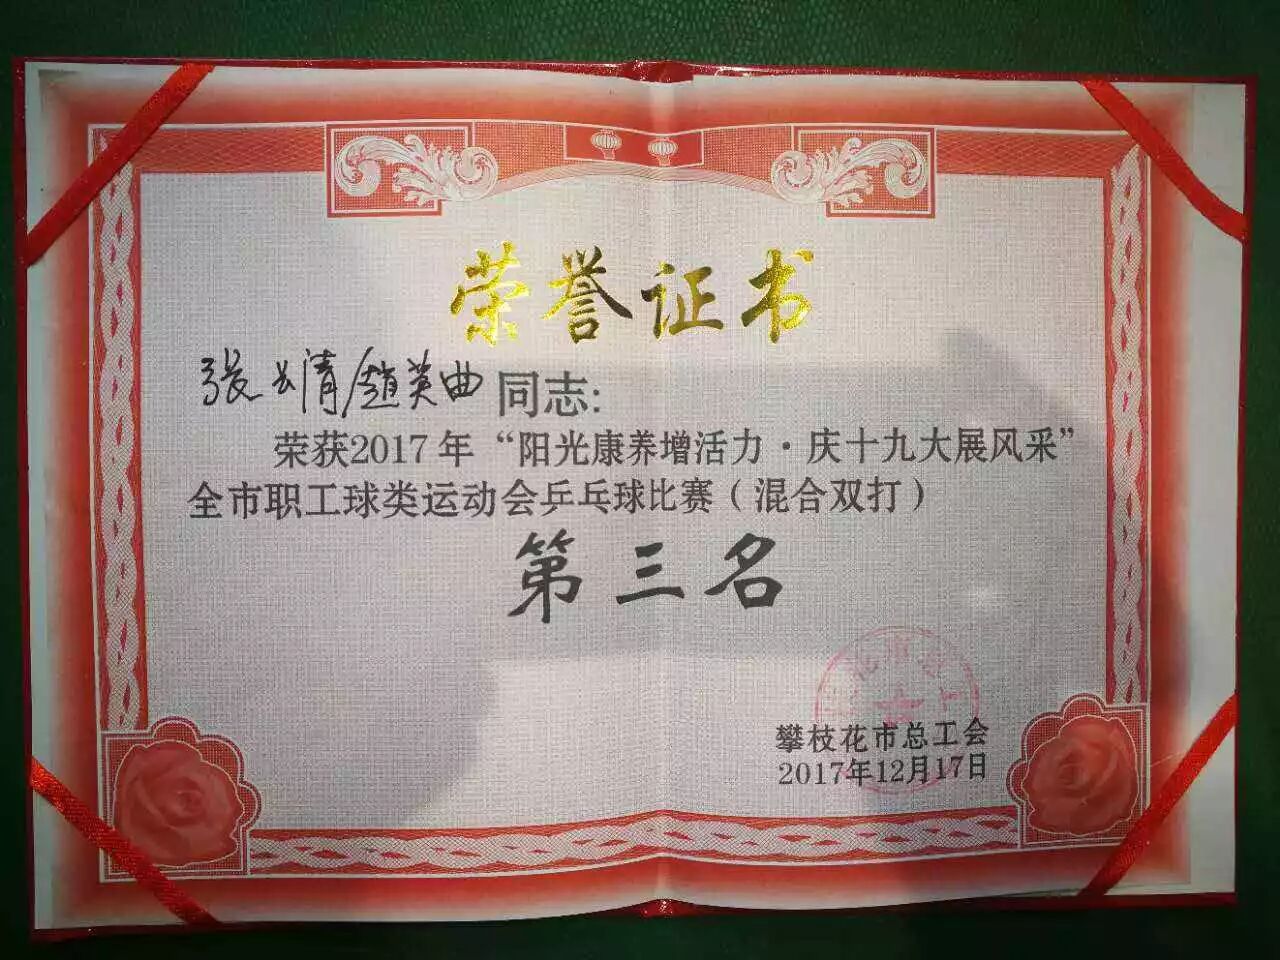 荣誉证书
张 清 赵英曲 同志:
荣获2017年“阳光康养增活力·庆十九大展风采”
全市职工球类运动会乒乓球比赛（混合双打）
第三名
攀枝花市总工会
2017年12月17日